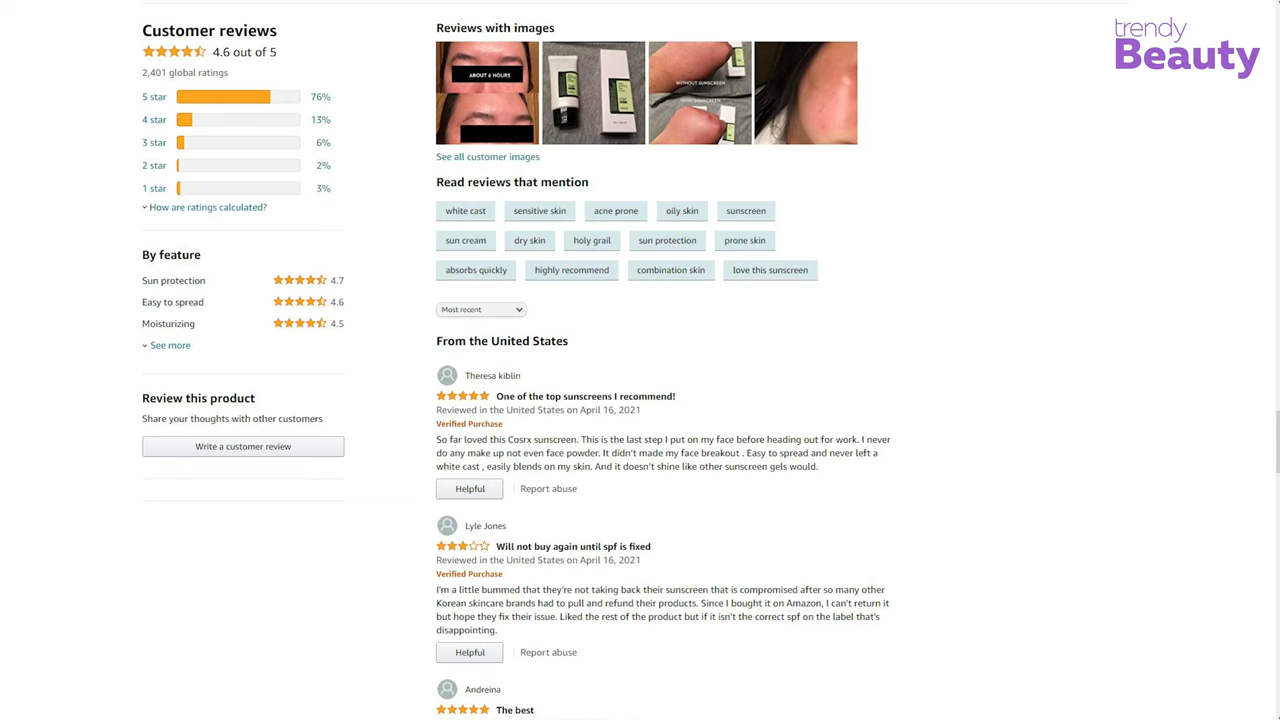 Customer reviews
4.6 out of 5
2,401 global ratings
5 star 76%
4 star 13%
3 star 6%
2 star 2%
1 star 3%
How are ratings calculated?
By feature
Sun protection 4.7
Easy to spread 4.6
Moisturizing 4.5
See more
Review this product
Share your thoughts with other customers
Write a customer review
Reviews with images
ABOUT 6 HOURS
WITHOUT SUNSCREEN
WITH SUNSCREEN
See all customer images
Read reviews that mention
white cast sensitive skin acne prone oily skin sunscreen
sun cream dry skin holy grail sun protection prone skin
absorbs quickly highly recommend combination skin love this sunscreen
Most recent
From the United States
Theresa kiblin
One of the top sunscreens I recommend!
Reviewed in the United States on April 16, 2021
Verified Purchase
So far loved this Cosrx sunscreen. This is the last step I put on my face before heading out for work. I never
do any make up not even face powder. It didn't made my face breakout . Easy to spread and never left a
white cast , easily blends on my skin. And it doesn't shine like other sunscreen gels would.
Helpful Report abuse
Lyle Jones
Will not buy again until spf is fixed
Reviewed in the United States on April 16, 2021
Verified Purchase
I'm a little bummed that they're not taking back their sunscreen that is compromised after so many other
Korean skincare brands had to pull and refund their products. Since I bought it on Amazon, I can't return it
but hope they fix their issue. Liked the rest of the product but if it isn't the correct spf on the label that's
disappointing.
Helpful Report abuse
Andreina
The best
trendy
Beauty